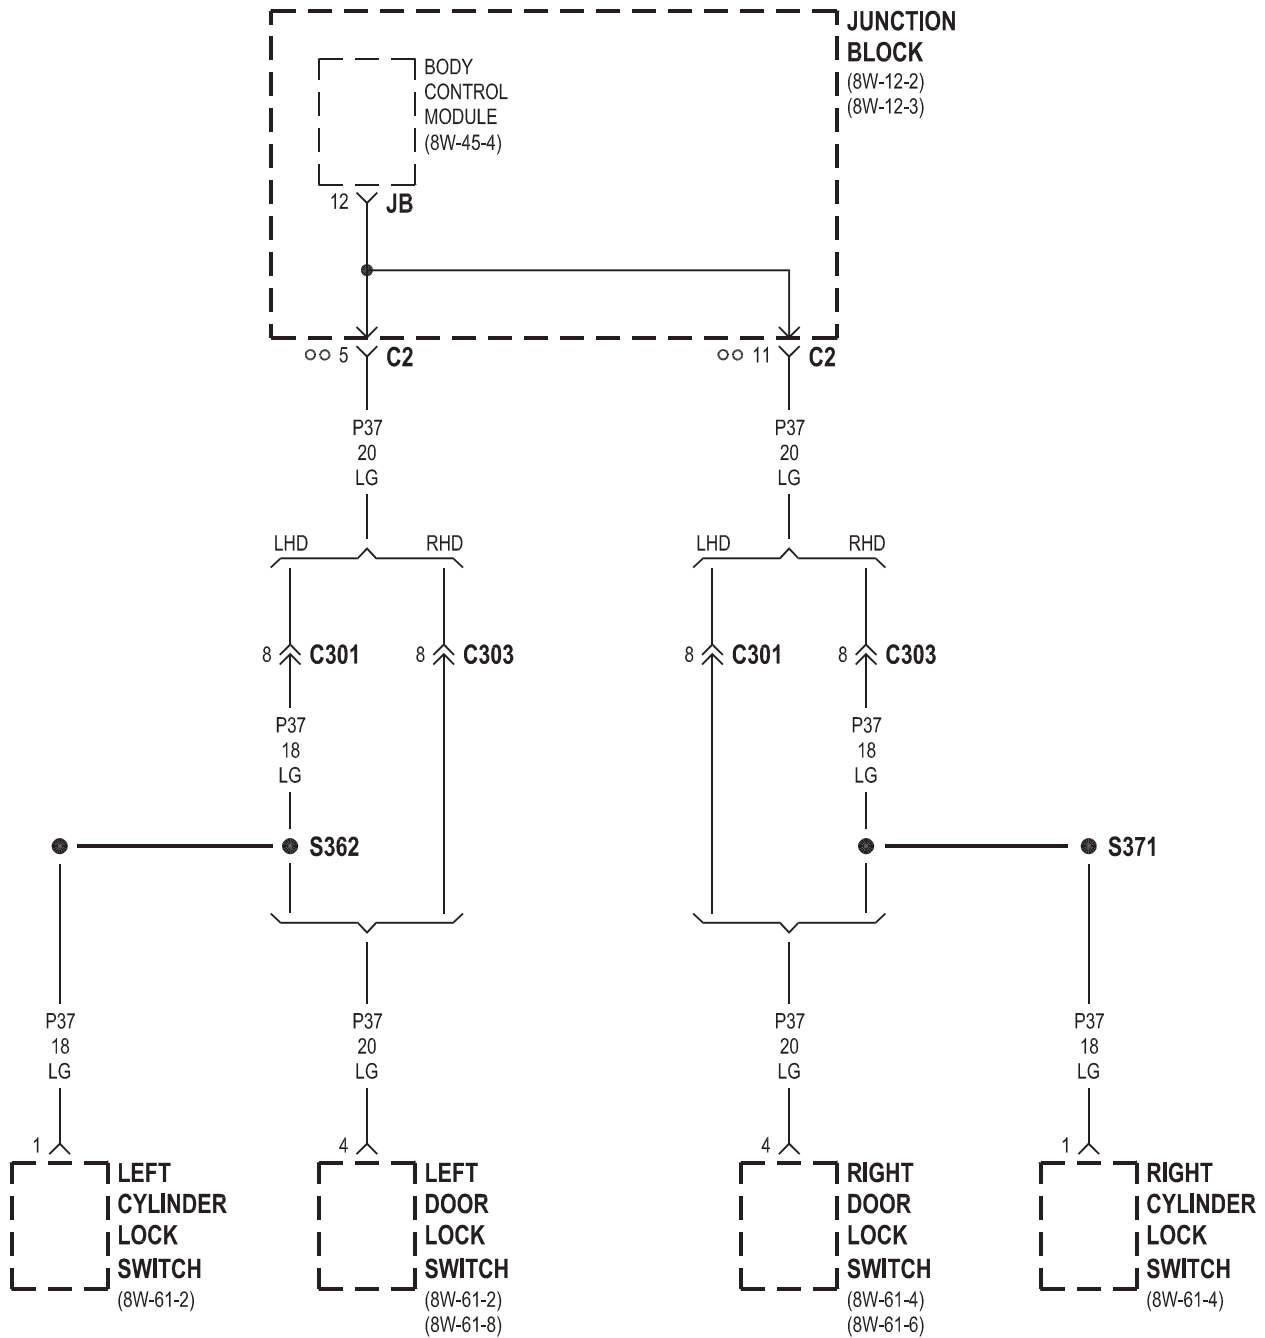 JUNCTION
BLOCK
(8W-12-2)
(8W-12-3)
BODY
CONTROL
MODULE
(8W-45-4)
12 JB
5 C2
11 C2
P37
20
LG
P37
20
LG
LHD RHD
LHD RHD
8 C301
8 C303
8 C301
8 C303
P37
18
LG
P37
18
LG
S362
S371
P37
18
LG
P37
20
LG
P37
20
LG
P37
18
LG
1
4
4
1
LEFT
CYLINDER
LOCK
SWITCH
(8W-61-2)
LEFT
DOOR
LOCK
SWITCH
(8W-61-2)
(8W-61-8)
RIGHT
DOOR
LOCK
SWITCH
(8W-61-4)
(8W-61-6)
RIGHT
CYLINDER
LOCK
SWITCH
(8W-61-4)